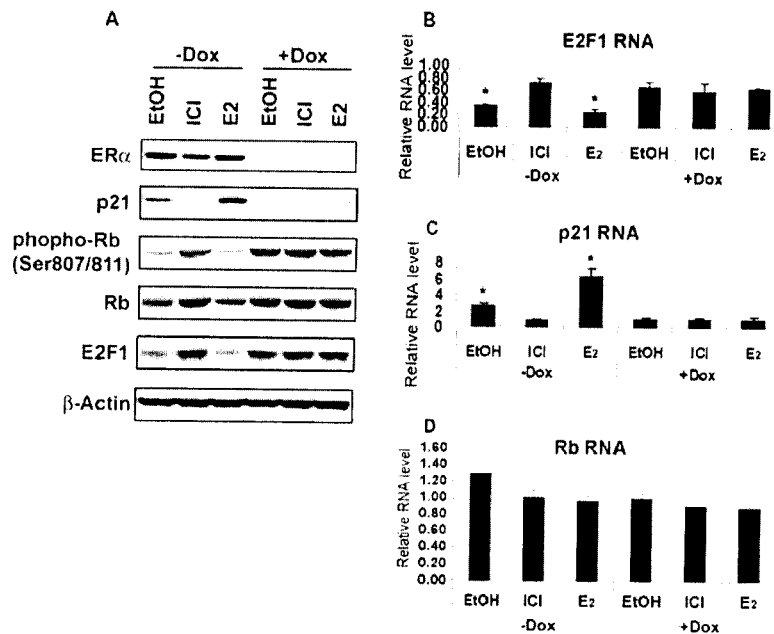 A
-Dox
+Dox
EtOH ICI E2 EtOH ICI E2
ERα
p21
phopho-Rb
(Ser807/811)
Rb
E2F1
β-Actin
B
E2F1 RNA
Relative RNA level
1.00
0.80
0.60
0.40
0.20
0.00
* *
EtOH ICI E2 EtOH ICI E2
-Dox +Dox
C
p21 RNA
Relative RNA level
8
6
4
2
0
* *
EtOH ICI E2 EtOH ICI E2
-Dox +Dox
D
Rb RNA
Relative RNA level
1.60
1.40
1.20
1.00
0.80
0.60
0.40
0.20
0.00
EtOH ICI E2 EtOH ICI E2
-Dox +Dox